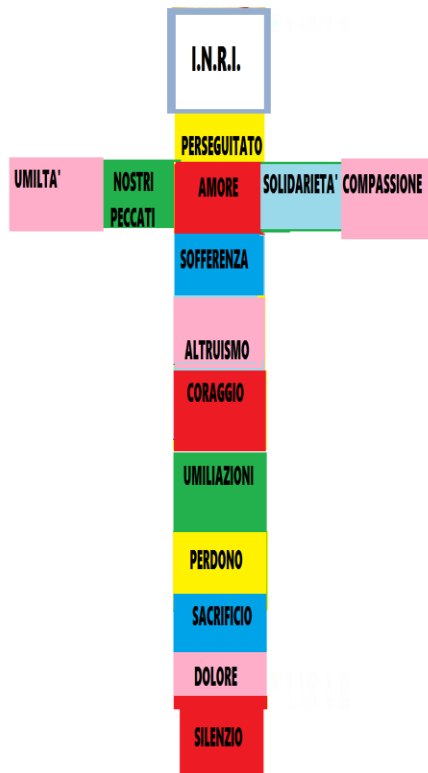 I.N.R.I.
PERSEGUITATO
UMILTA'
NOSTRI
PECCATI
AMORE
SOLIDARIETA'
COMPASSIONE
SOFFERENZA
ALTRUISMO
CORAGGIO
UMILIAZIONI
PERDONO
SACRIFICIO
DOLORE
SILENZIO